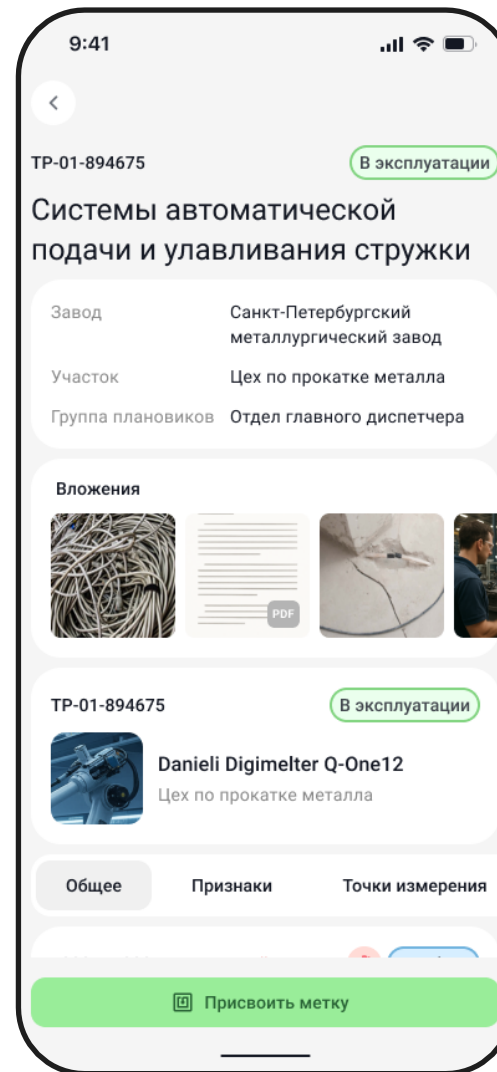 9:41
TP-01-894675
В эксплуатации
Системы автоматической
подачи и улавливания стружки
Завод
Санкт-Петербургский
металлургический завод
Участок
Цех по прокатке металла
Группа плановиков
Отдел главного диспетчера
Вложения
PDF
TP-01-894675
В эксплуатации
Danieli Digimelter Q-One12
Цех по прокатке металла
Общее
Признаки
Точки измерения
Присвоить метку